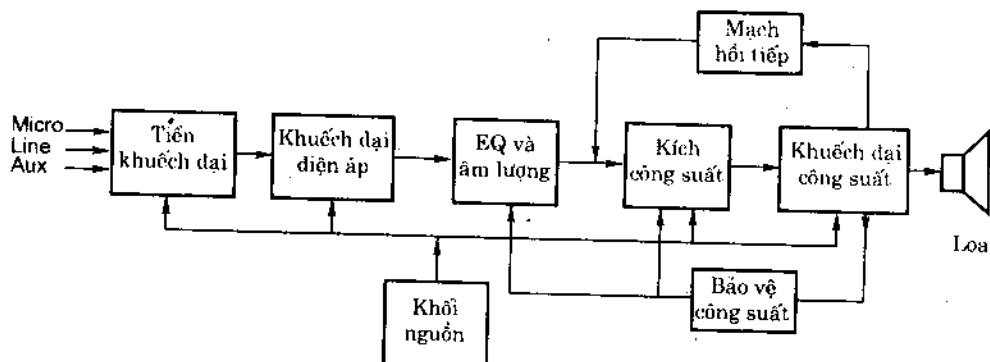 Mạch
hồi tiếp
Micro
Line
Aux
Tiền
khuếch đại
Khuếch đại
điện áp
EQ và
âm lượng
Kích
công suất
Khuếch đại
công suất
Loa
Khối
nguồn
Bảo vệ
công suất